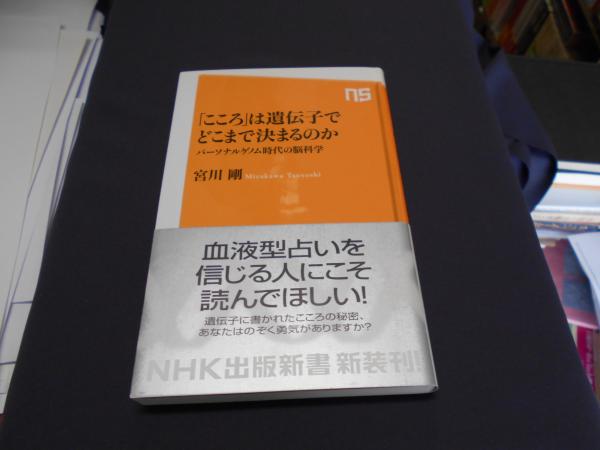 ns
「こころ」は遺伝子で
どこまで決まるのか
パーソナルゲノム時代の脳科学
宮川 剛 Miyakawa Tsuyoshi
血液型占いを
信じる人にこそ
読んでほしい!
遺伝子に書かれたこころの秘密、
あなたはのぞく勇気がありますか?
NHK出版新書 新装刊!